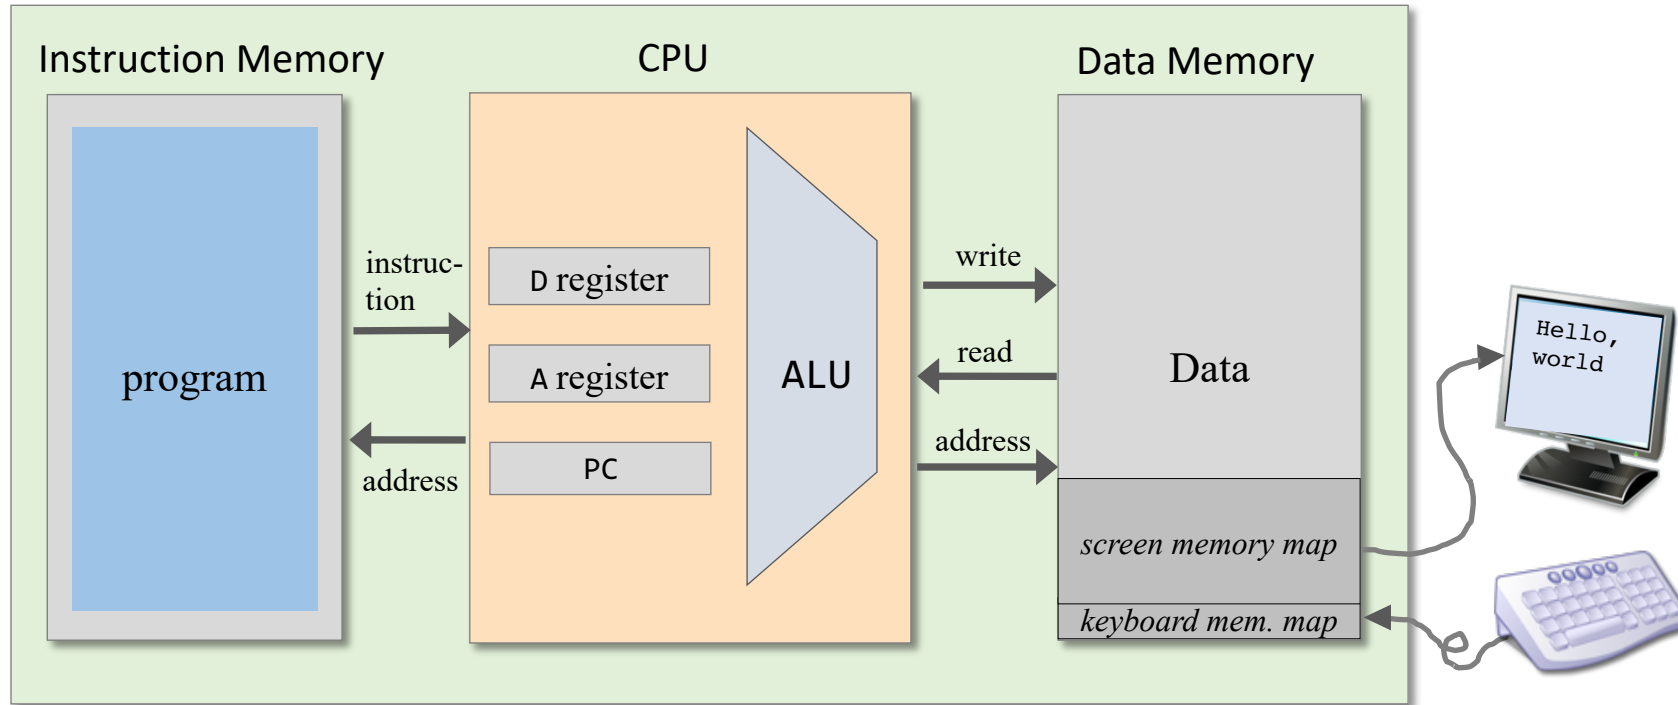 Instruction Memory
CPU
Data Memory
program
instruc-
tion
address
D register
A register
PC
ALU
write
read
address
Data
screen memory map
keyboard mem. map
Hello,
world